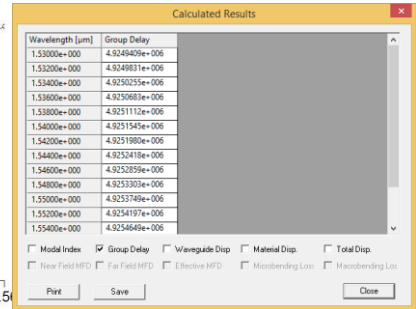 Calculated Results
Wavelength [µm] Group Delay
1.53000e+000 4.9249409e+006
1.53200e+000 4.9249831e+006
1.53400e+000 4.9250255e+006
1.53600e+000 4.9250683e+006
1.53800e+000 4.9251112e+006
1.54000e+000 4.9251545e+006
1.54200e+000 4.9251980e+006
1.54400e+000 4.9252418e+006
1.54600e+000 4.9252859e+006
1.54800e+000 4.9253303e+006
1.55000e+000 4.9253749e+006
1.55200e+000 4.9254197e+006
1.55400e+000 4.9254649e+006
Modal Index Group Delay Waveguide Disp Material Disp. Total Disp.
Near Field MFD Far Field MFD Effective MFD Microbending Loss Macrobending Los
Print Save Close